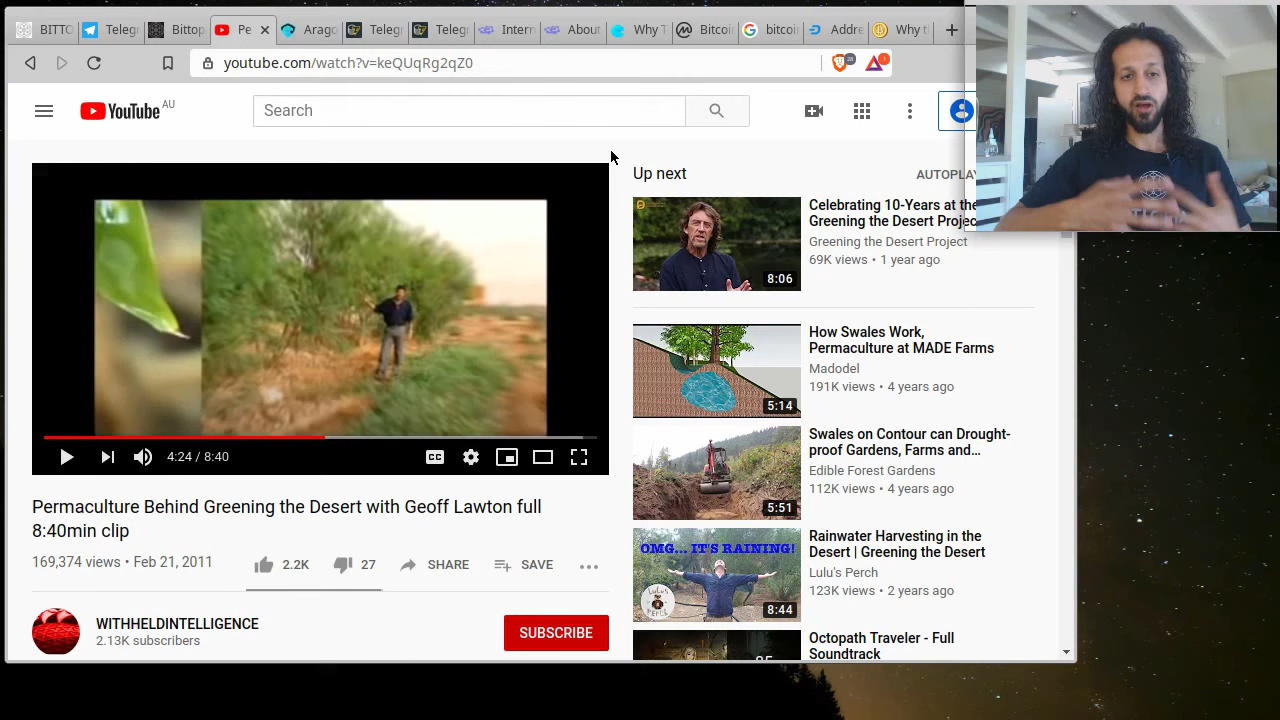 BITTO
Telegr
Bittop
Pe
Arago
Telegr
Telegr
Intern
About
Why T
Bitcoi
bitcoi
Addre
Why t
youtube.com/watch?v=keQUqRg2qZ0
28
YouTube AU
Search
Up next
AUTOPLAY
Celebrating 10-Years at the
Greening the Desert Projec
Greening the Desert Project
69K views • 1 year ago
8:06
How Swales Work,
Permaculture at MADE Farms
Madodel
191K views • 4 years ago
5:14
Swales on Contour can Drought-
proof Gardens, Farms and…
Edible Forest Gardens
112K views • 4 years ago
5:51
OMG... IT'S RAINING!
LULU'S
PERCH
Rainwater Harvesting in the
Desert | Greening the Desert
Lulu's Perch
123K views • 2 years ago
8:44
Octopath Traveler - Full
Soundtrack
4:24 / 8:40
CC
Permaculture Behind Greening the Desert with Geoff Lawton full
8:40min clip
169,374 views • Feb 21, 2011
2.2K
27
SHARE
SAVE
WITHHELDINTELLIGENCE
2.13K subscribers
SUBSCRIBE